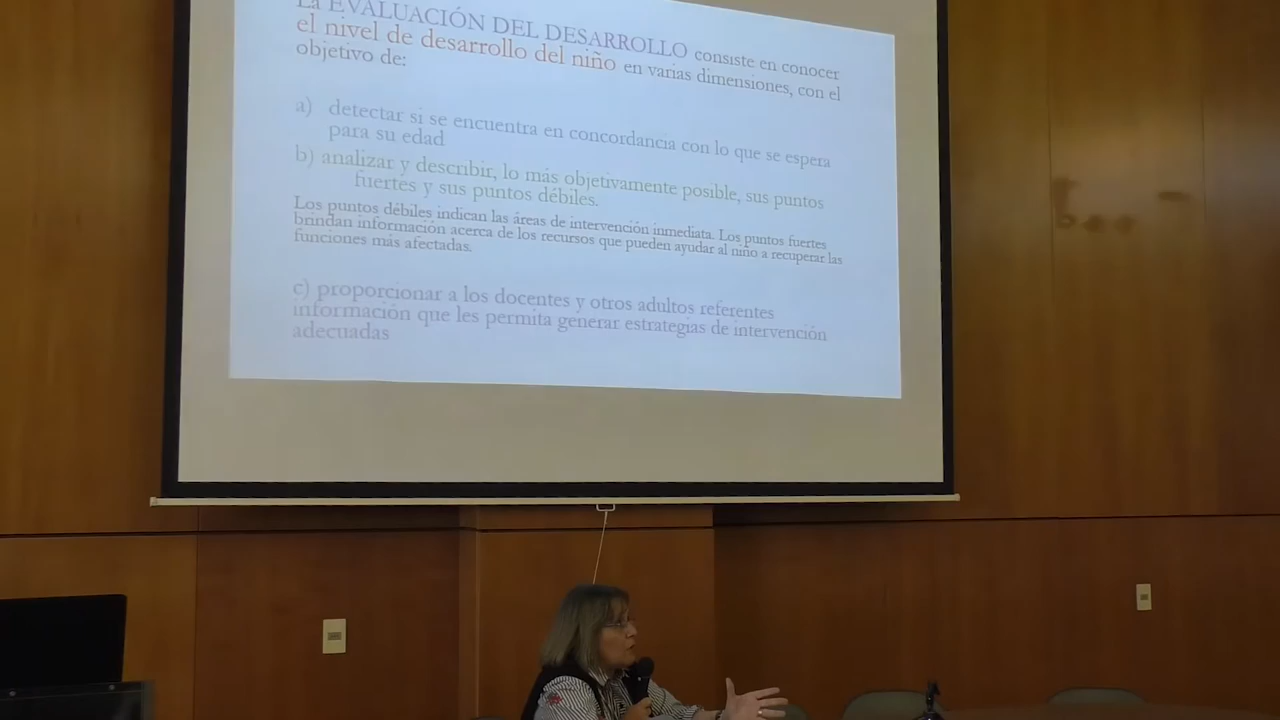 La EVALUACIÓN DEL DESARROLLO consiste en conocer
el nivel de desarrollo del niño en varias dimensiones, con el
objetivo de:
a) detectar si se encuentra en concordancia con lo que se espera
para su edad
b) analizar y describir, lo más objetivamente posible, sus puntos
fuertes y sus puntos débiles.
Los puntos débiles indican las áreas de intervención inmediata. Los puntos fuertes
brindan información acerca de los recursos que pueden ayudar al niño a recuperar las
funciones más afectadas.
c) proporcionar a los docentes y otros adultos referentes
información que les permita generar estrategias de intervención
adecuadas